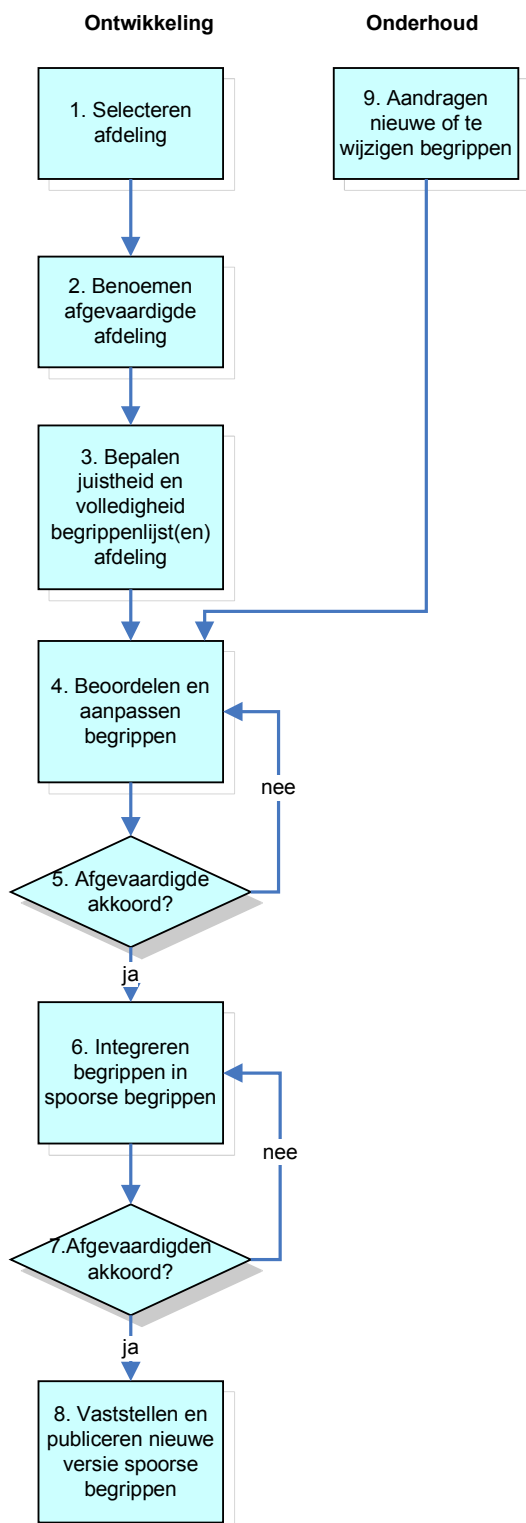 Ontwikkeling
Onderhoud
1. Selecteren
afdeling
9. Aandragen
nieuwe of te
wijzigen begrippen
2. Benoemen
afgevaardigde
afdeling
3. Bepalen
juistheid en
volledigheid
begrippenlijst(en)
afdeling
4. Beoordelen en
aanpassen
begrippen
nee
5. Afgevaardigde
akkoord?
ja
6. Integreren
begrippen in
spoorse begrippen
nee
7.Afgevaardigden
akkoord?
ja
8. Vaststellen en
publiceren nieuwe
versie spoorse
begrippen